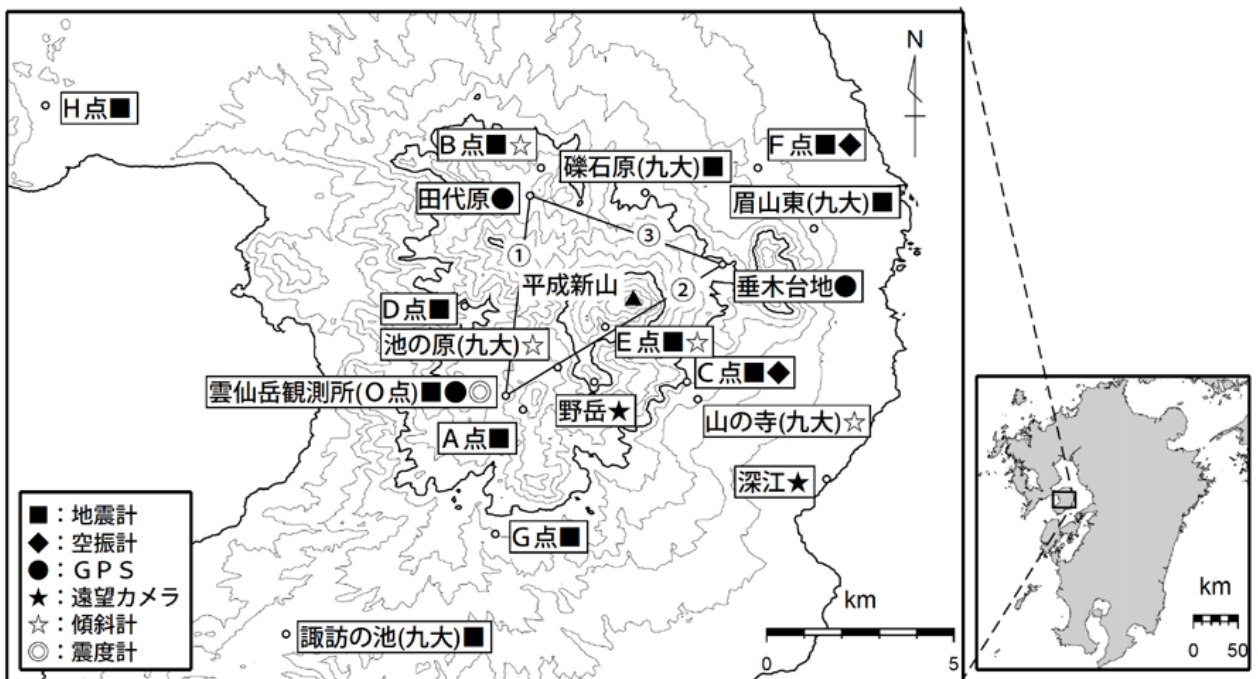 N
H点■
B点■☆
F点■◆
礫石原(九大)■
田代原●
眉山東(九大)■
③
①
平成新山
②
垂木台地●
D点■
池の原(九大)☆
E点■☆
雲仙岳観測所(O点)■●◎
C点■◆
野岳★
山の寺(九大)☆
A点■
深江★
G点■
諏訪の池(九大)■
■:地震計
◆:空振計
●:GPS
★:遠望カメラ
☆:傾斜計
◎:震度計
km
0 5
km
0 50